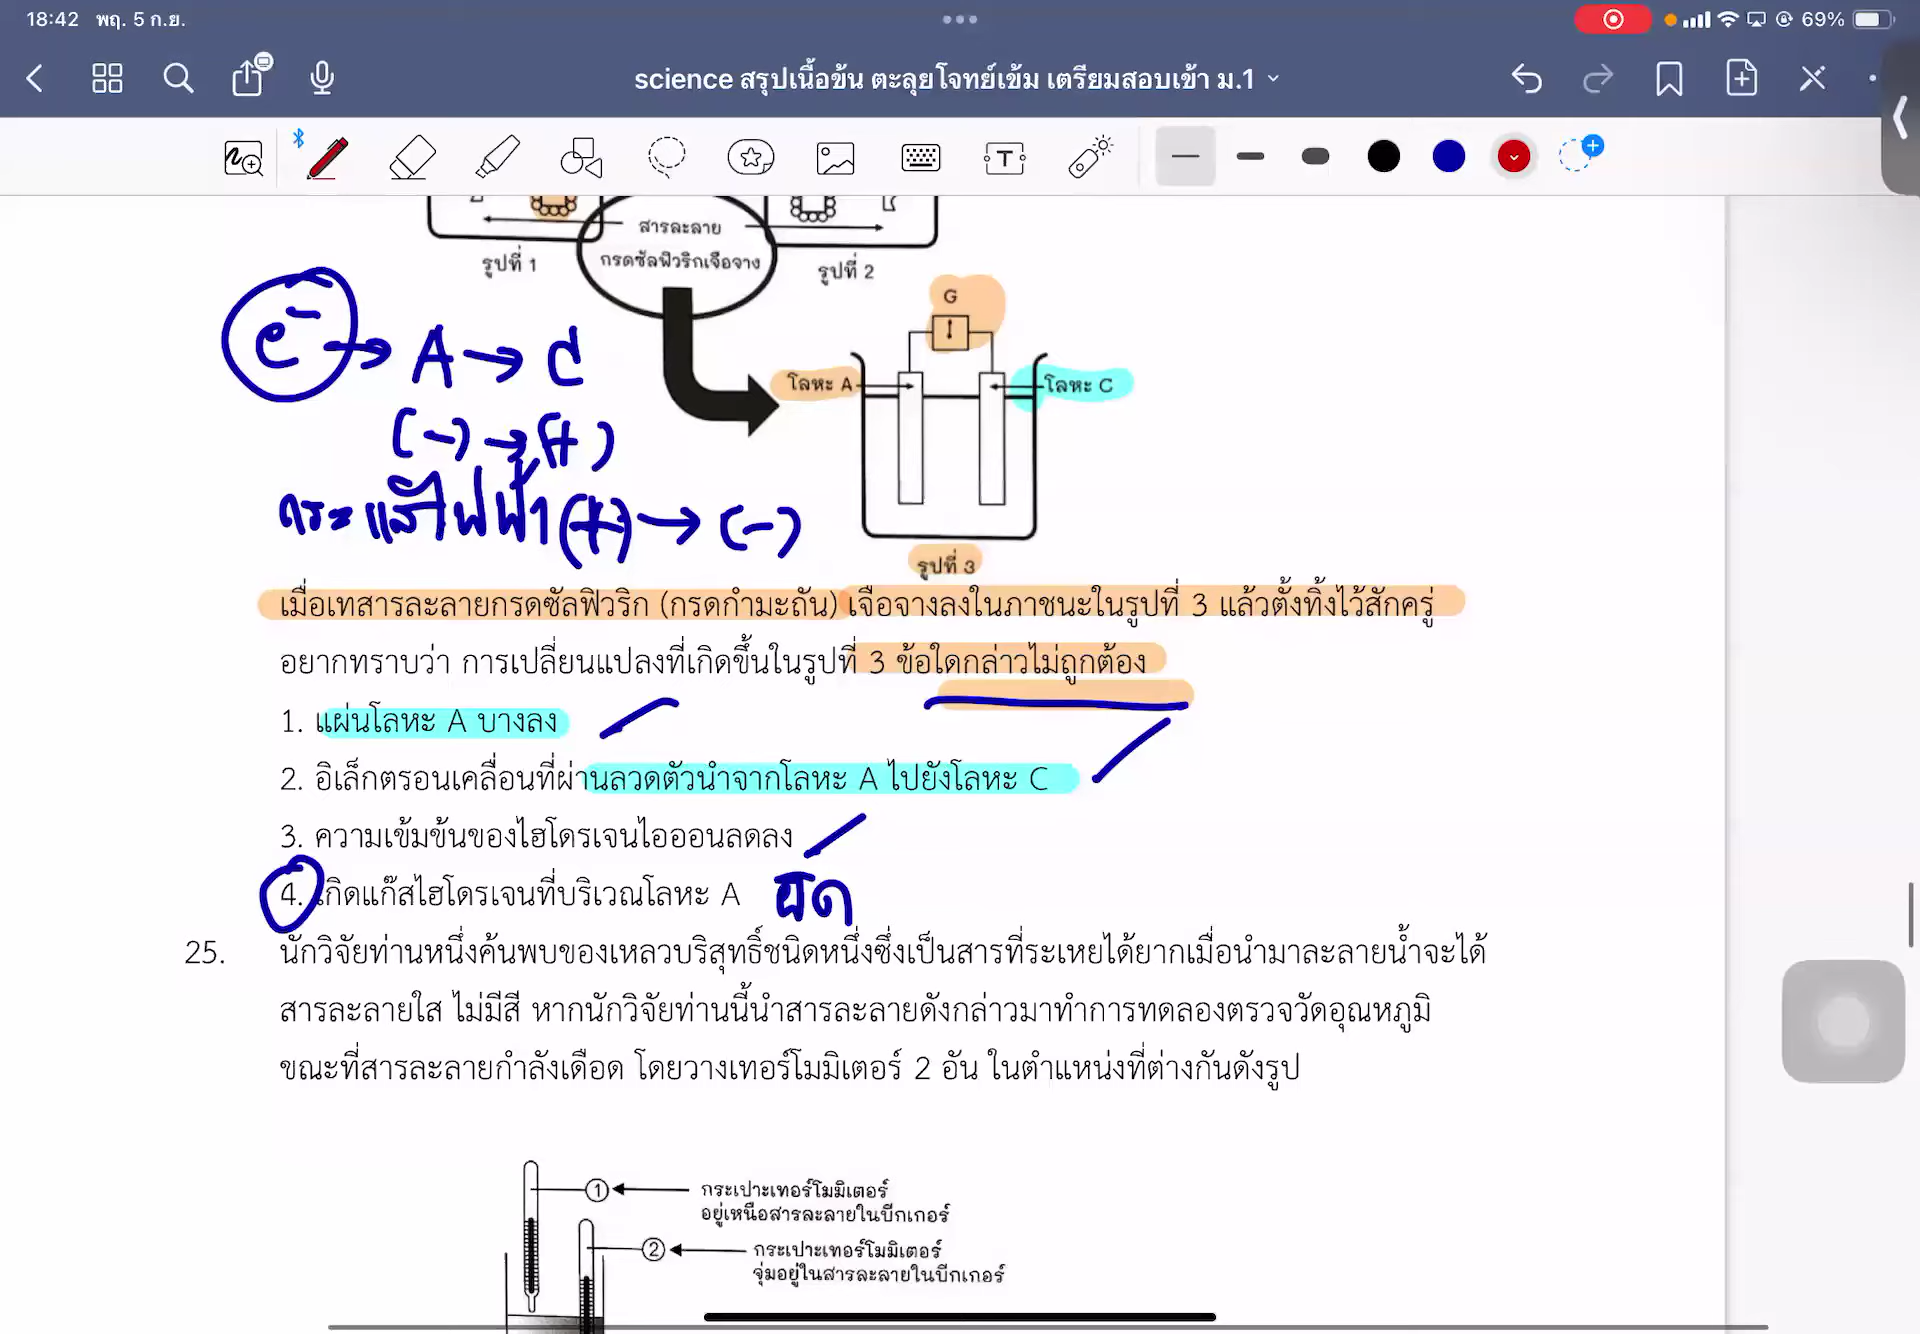 18:42 พฤ. 5 ก.ย.
69%
science สรุปเนื้อข้น ตะลุยโจทย์เข้ม เตรียมสอบเข้า ม.1
สารละลาย
กรดซัลฟิวริกเจือจาง
รูปที่ 1
รูปที่ 2
G
e⁻ → A → C
โลหะ A
โลหะ C
(-) → (+)
กระแสไฟฟ้า (+) → (-)
รูปที่ 3
เมื่อเทสารละลายกรดซัลฟิวริก (กรดกำมะถัน) เจือจางลงในภาชนะในรูปที่ 3 แล้วตั้งทิ้งไว้สักครู่
อยากทราบว่า การเปลี่ยนแปลงที่เกิดขึ้นในรูปที่ 3 ข้อใดกล่าวไม่ถูกต้อง
1. แผ่นโลหะ A บางลง
2. อิเล็กตรอนเคลื่อนที่ผ่านลวดตัวนำจากโลหะ A ไปยังโลหะ C
3. ความเข้มข้นของไฮโดรเจนไอออนลดลง
4. เกิดแก๊สไฮโดรเจนที่บริเวณโลหะ A ผิด
25. นักวิจัยท่านหนึ่งค้นพบของเหลวบริสุทธิ์ชนิดหนึ่งซึ่งเป็นสารที่ระเหยได้ยากเมื่อนำมาละลายน้ำจะได้
สารละลายใส ไม่มีสี หากนักวิจัยท่านนี้นำสารละลายดังกล่าวมาทำการทดลองตรวจวัดอุณหภูมิ
ขณะที่สารละลายกำลังเดือด โดยวางเทอร์โมมิเตอร์ 2 อัน ในตำแหน่งที่ต่างกันดังรูป
1 กระเปาะเทอร์โมมิเตอร์
อยู่เหนือสารละลายในบีกเกอร์
2 กระเปาะเทอร์โมมิเตอร์
จุ่มอยู่ในสารละลายในบีกเกอร์